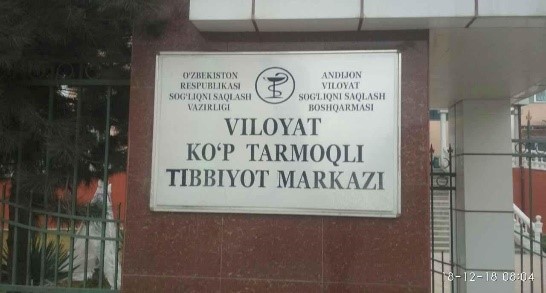 O'ZBEKISTON
RESPUBLIKASI
SOG'LIQNI SAQLASH
VAZIRLIGI
ANDIJON
VILOYAT
SOG'LIQNI SAQLASH
BOSHQARMASI
VILOYAT
KO'P TARMOQLI
TIBBIYOT MARKAZI
8-12-18 08:04